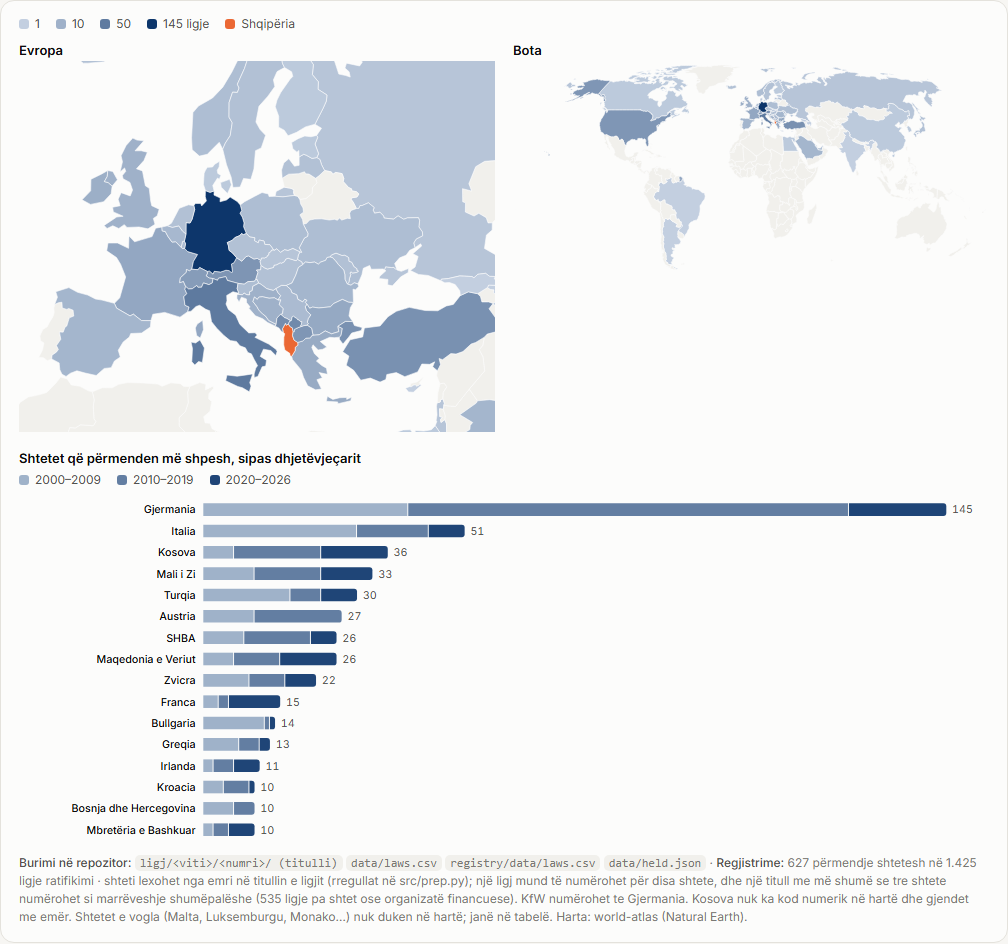 1 10 50 145 ligje Shqipëria
Evropa
Bota
Shtetet që përmenden më shpesh, sipas dhjetëvjeçarit
2000–2009 2010–2019 2020–2026
Gjermania 145
Italia 51
Kosova 36
Mali i Zi 33
Turqia 30
Austria 27
SHBA 26
Maqedonia e Veriut 26
Zvicra 22
Franca 15
Bullgaria 14
Greqia 13
Irlanda 11
Kroacia 10
Bosnja dhe Hercegovina 10
Mbretëria e Bashkuar 10
Burimi në repozitor: ligj/<viti>/<numri>/ (titulli) data/laws.csv registry/data/laws.csv data/held.json · Regjistrime: 627 përmendje shtetesh në 1.425
ligje ratifikimi · shteti lexohet nga emri në titullin e ligjit (rregullat në src/prep.py); një ligj mund të numërohet për disa shtete, dhe një titull me më shumë se tre shtete
numërohet si marrëveshje shumëpalëshe (535 ligje pa shtet ose organizatë financuese). KfW numërohet te Gjermania. Kosova nuk ka kod numerik në hartë dhe gjendet
me emër. Shtetet e vogla (Malta, Luksemburgu, Monako…) nuk duken në hartë; janë në tabelë. Harta: world-atlas (Natural Earth).